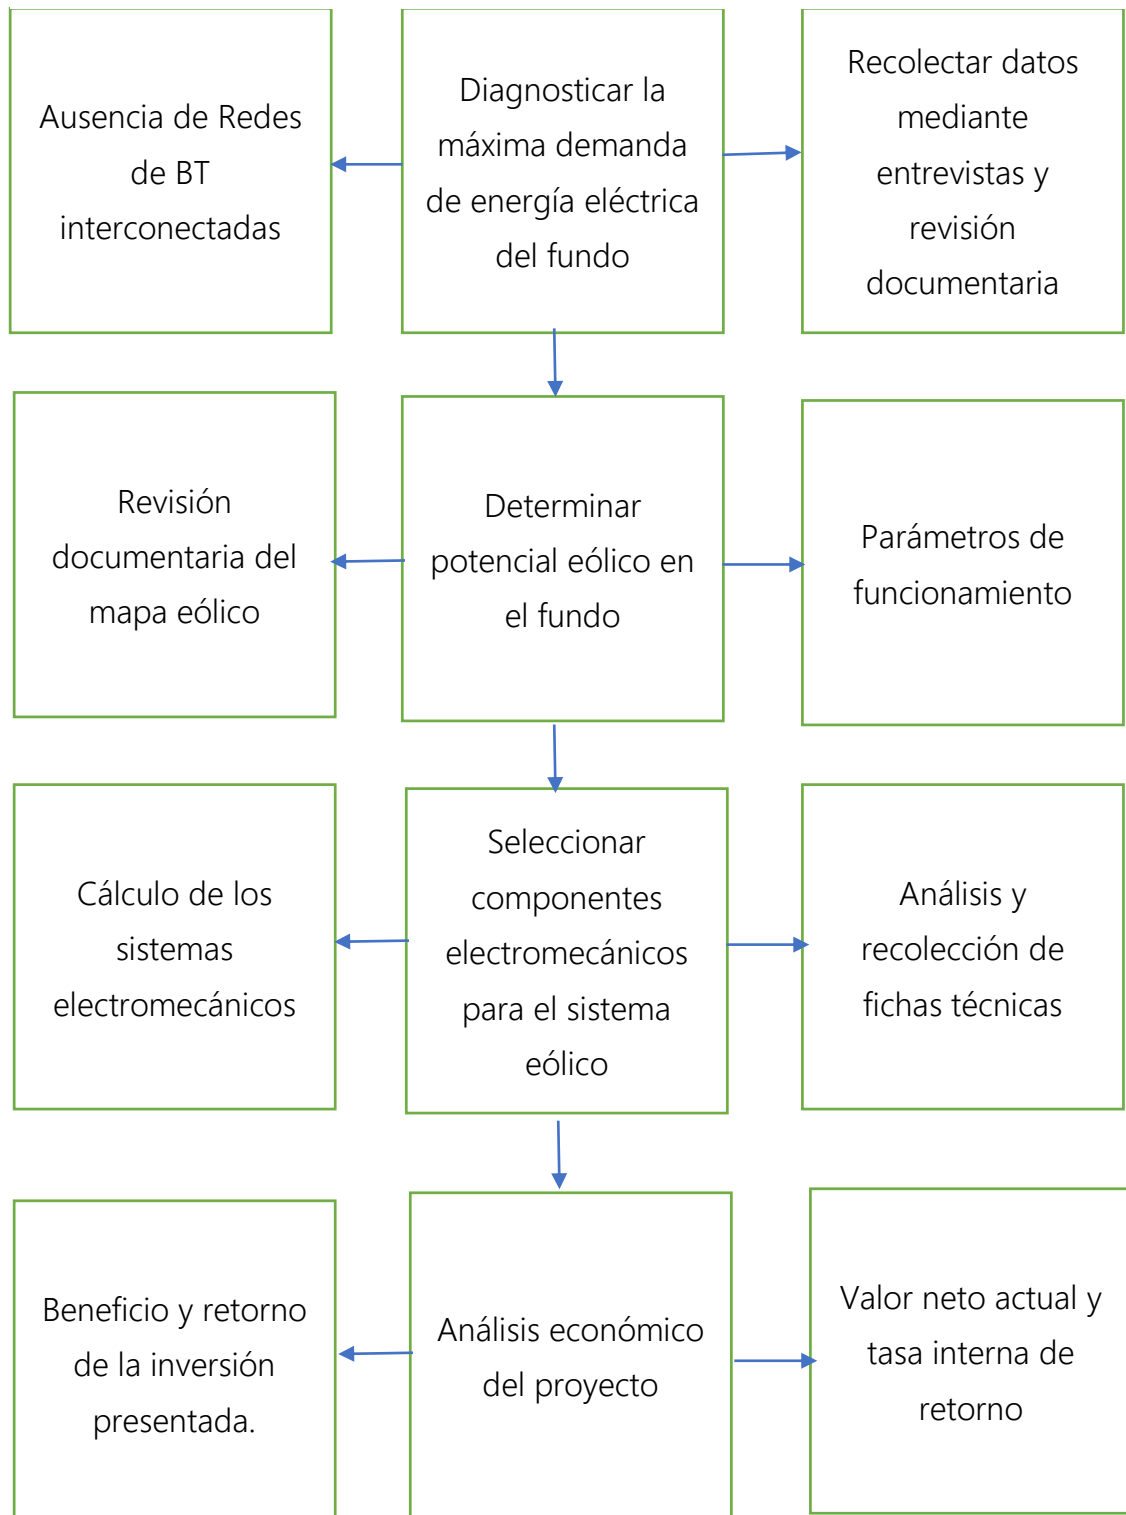 Ausencia de Redes
de BT
interconectadas
Diagnosticar la
máxima demanda
de energía eléctrica
del fundo
Recolectar datos
mediante
entrevistas y
revisión
documentaria
Revisión
documentaria del
mapa eólico
Determinar
potencial eólico en
el fundo
Parámetros de
funcionamiento
Cálculo de los
sistemas
electromecánicos
Seleccionar
componentes
electromecánicos
para el sistema
eólico
Análisis y
recolección de
fichas técnicas
Beneficio y retorno
de la inversión
presentada.
Análisis económico
del proyecto
Valor neto actual y
tasa interna de
retorno